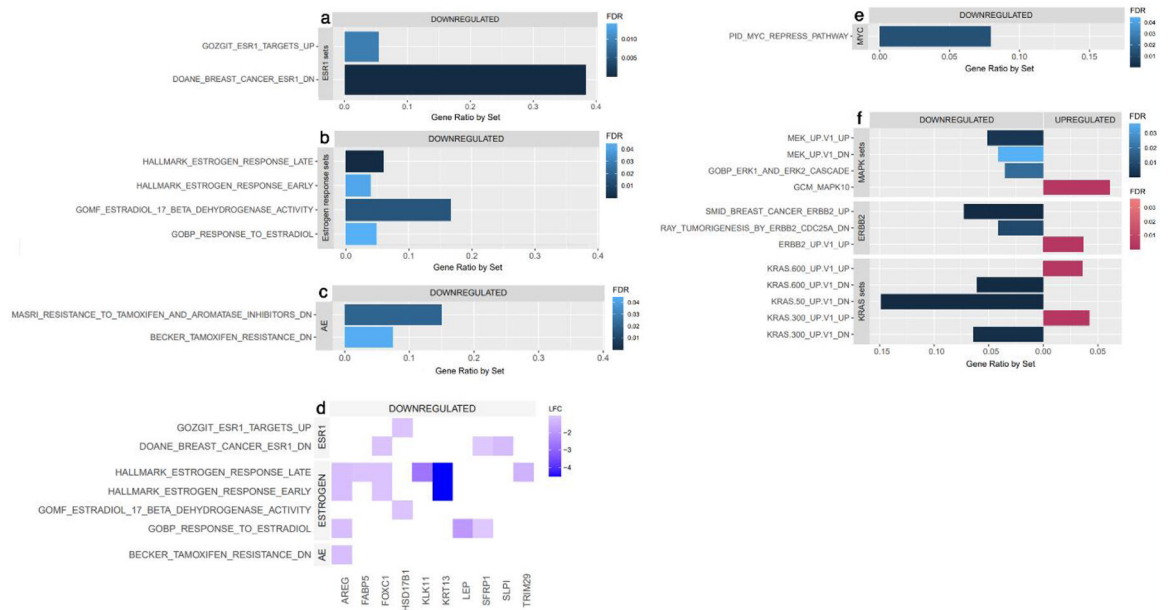 a
DOWNREGULATED
FDR
GOZGIT_ESR1_TARGETS_UP
DOANE_BREAST_CANCER_ESR1_DN
ESR1 sets
0.010
0.005
0.0 0.1 0.2 0.3 0.4
Gene Ratio by Set
b
DOWNREGULATED
FDR
HALLMARK_ESTROGEN_RESPONSE_LATE
HALLMARK_ESTROGEN_RESPONSE_EARLY
GOMF_ESTRADIOL_17_BETA_DEHYDROGENASE_ACTIVITY
GOBP_RESPONSE_TO_ESTRADIOL
Estrogen response sets
0.04
0.03
0.02
0.01
0.0 0.1 0.2 0.3 0.4
Gene Ratio by Set
c
DOWNREGULATED
FDR
MASRI_RESISTANCE_TO_TAMOXIFEN_AND_AROMATASE_INHIBITORS_DN
BECKER_TAMOXIFEN_RESISTANCE_DN
AE
0.04
0.03
0.02
0.01
0.0 0.1 0.2 0.3 0.4
Gene Ratio by Set
d
DOWNREGULATED
LFC
GOZGIT_ESR1_TARGETS_UP
DOANE_BREAST_CANCER_ESR1_DN
ESR1
HALLMARK_ESTROGEN_RESPONSE_LATE
HALLMARK_ESTROGEN_RESPONSE_EARLY
GOMF_ESTRADIOL_17_BETA_DEHYDROGENASE_ACTIVITY
GOBP_RESPONSE_TO_ESTRADIOL
ESTROGEN
BECKER_TAMOXIFEN_RESISTANCE_DN
AE
−2
−3
−4
AREG
FABP5
FOXC1
HSD17B1
KLK11
KRT13
LEP
SFRP1
SLPI
TRIM29
e
DOWNREGULATED
FDR
PID_MYC_REPRESS_PATHWAY
MYC
0.04
0.03
0.02
0.01
0.00 0.05 0.10 0.15
Gene Ratio by Set
f
DOWNREGULATED
UPREGULATED
FDR
MEK_UP.V1_UP
MEK_UP.V1_DN
GOBP_ERK1_AND_ERK2_CASCADE
GCM_MAPK10
MAPK sets
0.03
0.02
0.01
FDR
SMID_BREAST_CANCER_ERBB2_UP
RAY_TUMORIGENESIS_BY_ERBB2_CDC25A_DN
ERBB2_UP.V1_UP
ERBB2
0.03
0.02
0.01
KRAS.600_UP.V1_UP
KRAS.600_UP.V1_DN
KRAS.50_UP.V1_DN
KRAS.300_UP.V1_UP
KRAS.300_UP.V1_DN
KRAS sets
0.15 0.10 0.05 0.00 0.05
Gene Ratio by Set